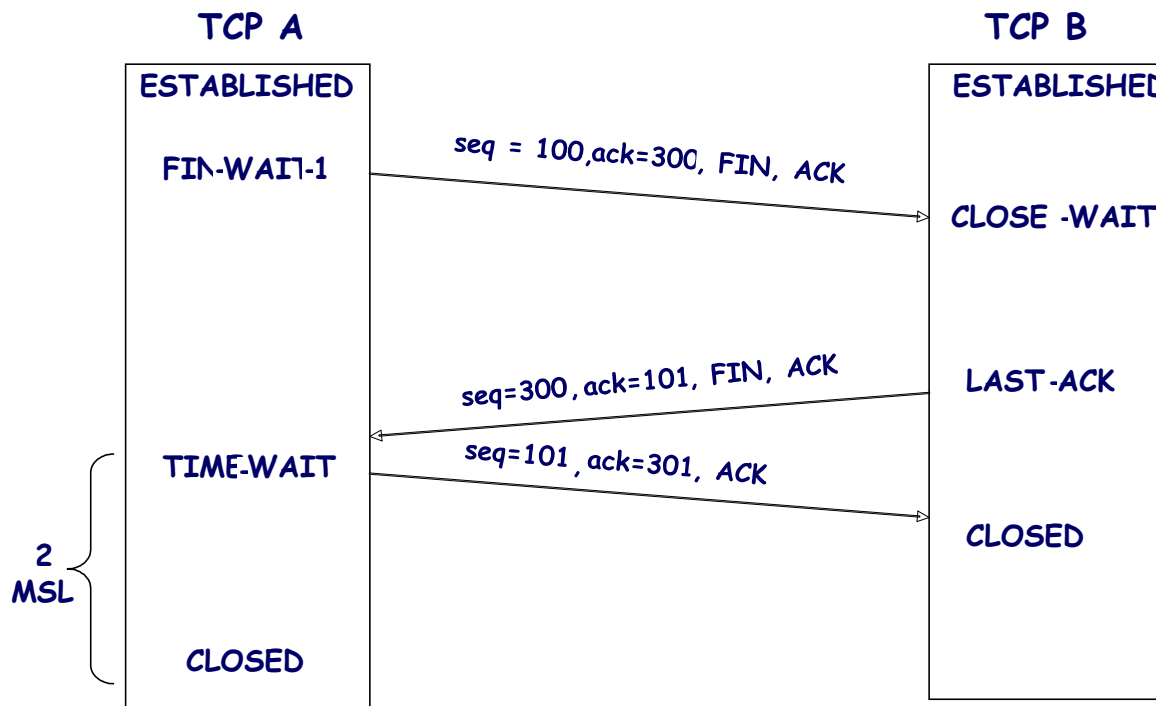 TCP A
TCP B
ESTABLISHED
ESTABLISHED
seq = 100,ack=300, FIN, ACK
FIN-WAIT-1
CLOSE -WAIT
seq=300, ack=101, FIN, ACK
LAST-ACK
seq=101, ack=301, ACK
TIME-WAIT
CLOSED
2
MSL
CLOSED